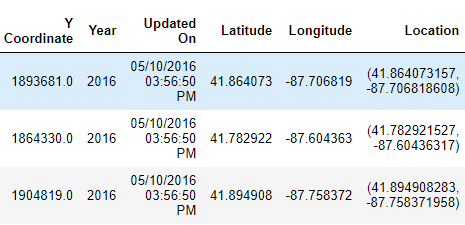 Y Coordinate Year Updated On Latitude Longitude Location
1893681.0 2016 05/10/2016 03:56:50 PM 41.864073 -87.706819 (41.864073157, -87.706818608)
1864330.0 2016 05/10/2016 03:56:50 PM 41.782922 -87.604363 (41.782921527, -87.60436317)
1904819.0 2016 05/10/2016 03:56:50 PM 41.894908 -87.758372 (41.894908283, -87.758371958)